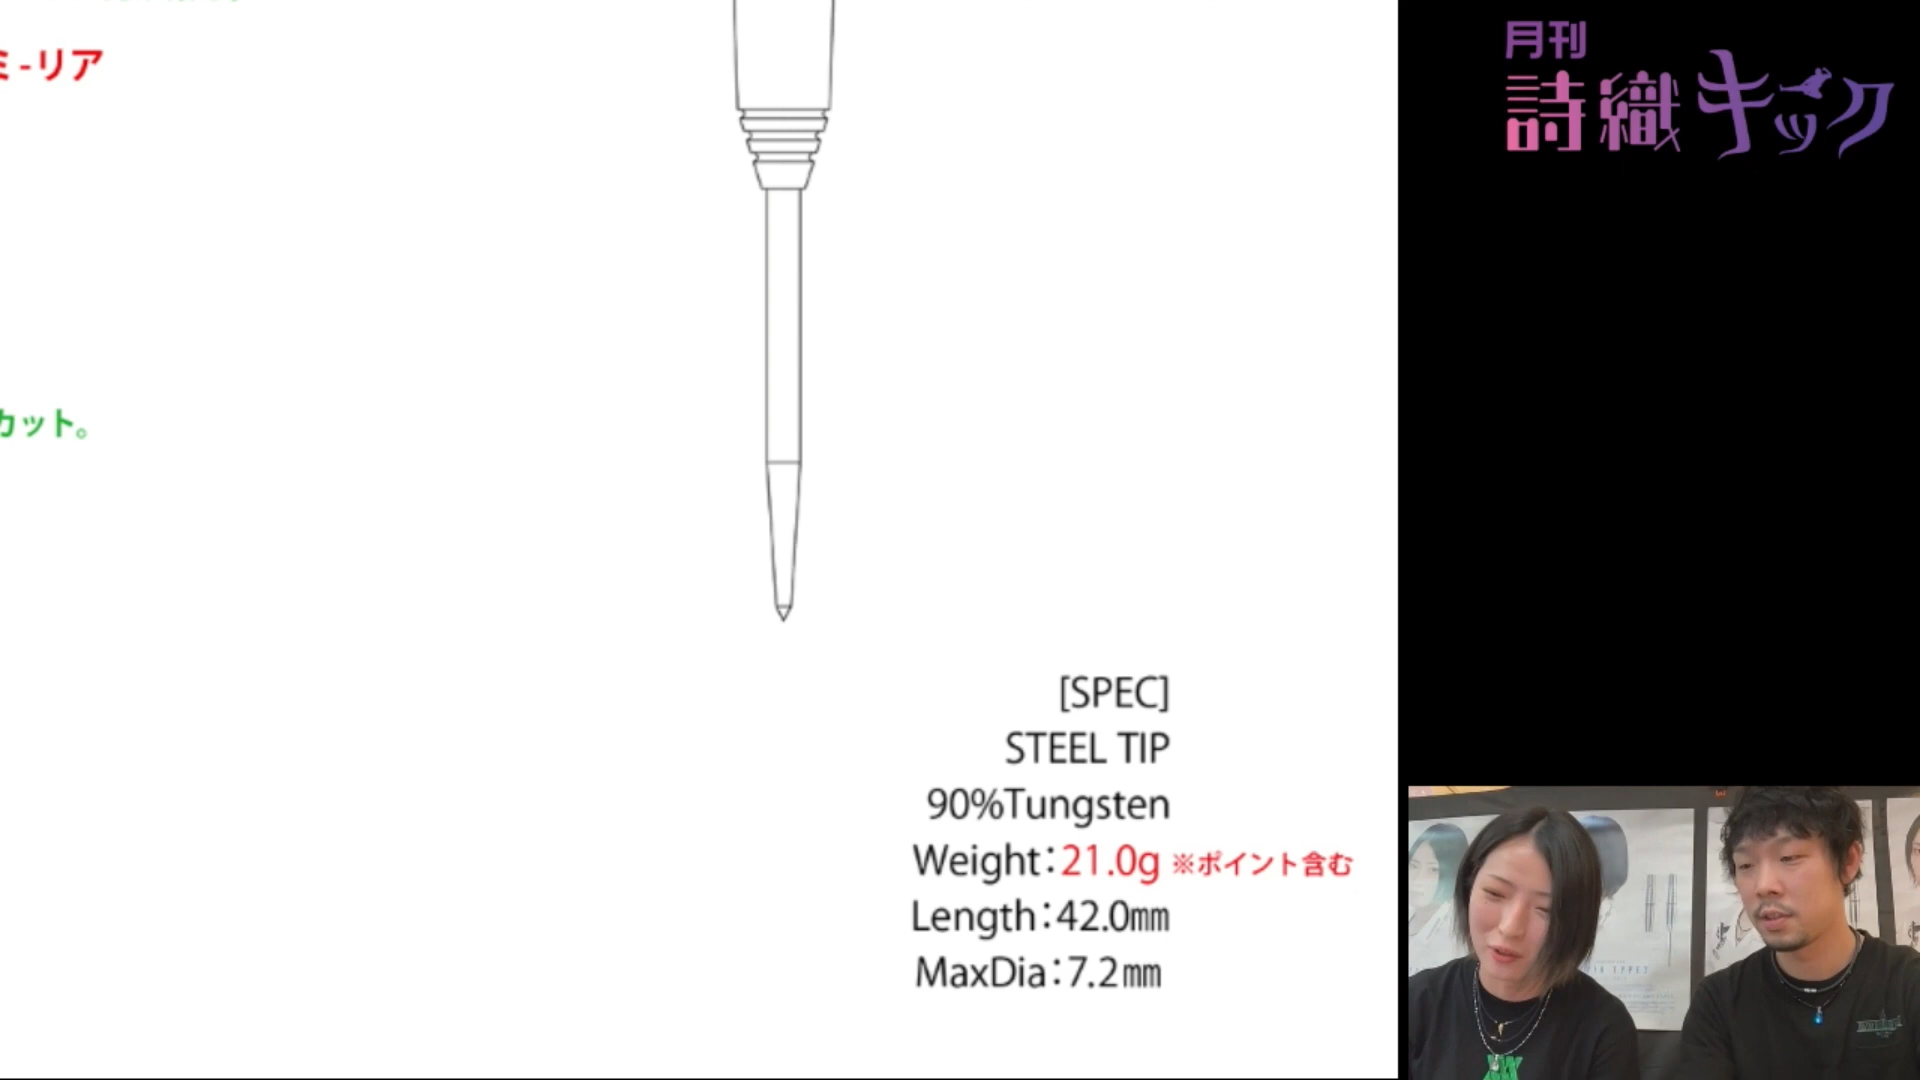 ミ-リア
カット。
月刊
詩織キック
[SPEC]
STEEL TIP
90%Tungsten
Weight:21.0g ※ポイント含む
Length:42.0mm
MaxDia:7.2mm